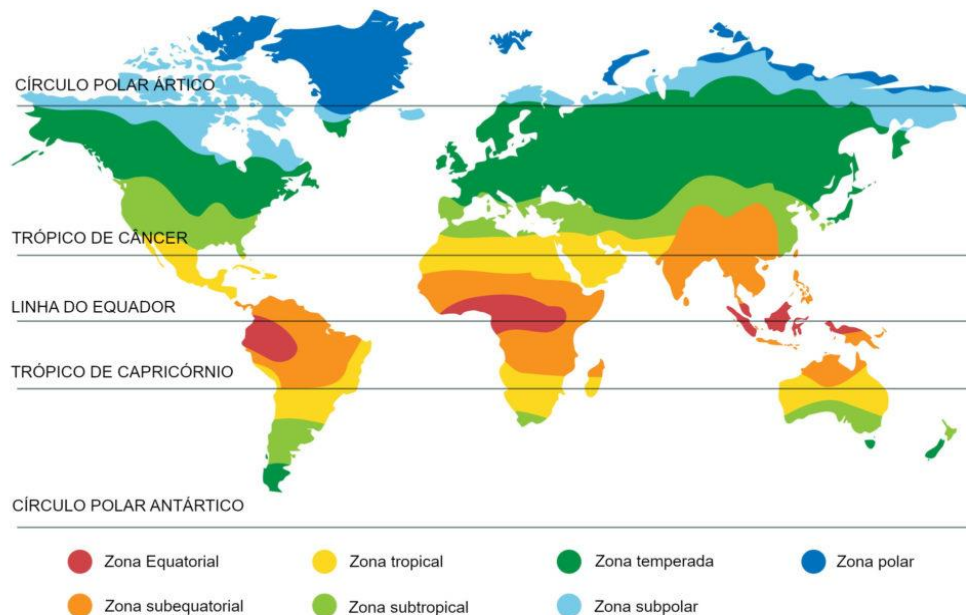 CÍRCULO POLAR ÁRTICO
TRÓPICO DE CÂNCER
LINHA DO EQUADOR
TRÓPICO DE CAPRICÓRNIO
CÍRCULO POLAR ANTÁRTICO
Zona Equatorial
Zona tropical
Zona temperada
Zona polar
Zona subequatorial
Zona subtropical
Zona subpolar